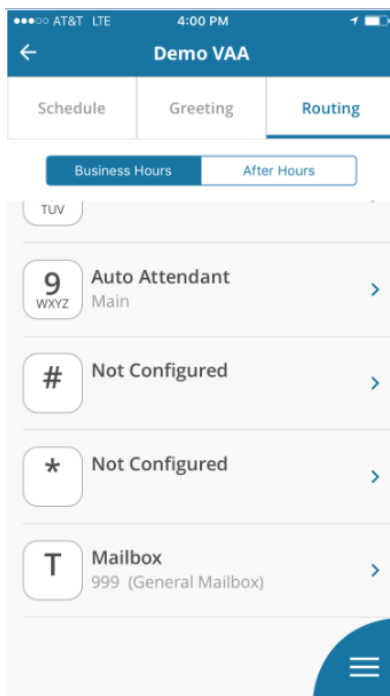 ●●●○○ AT&T LTE 4:00 PM
Demo VAA
Schedule Greeting Routing
Business Hours After Hours
TUV
9 Auto Attendant
WXYZ Main
# Not Configured
* Not Configured
T Mailbox
999 (General Mailbox)